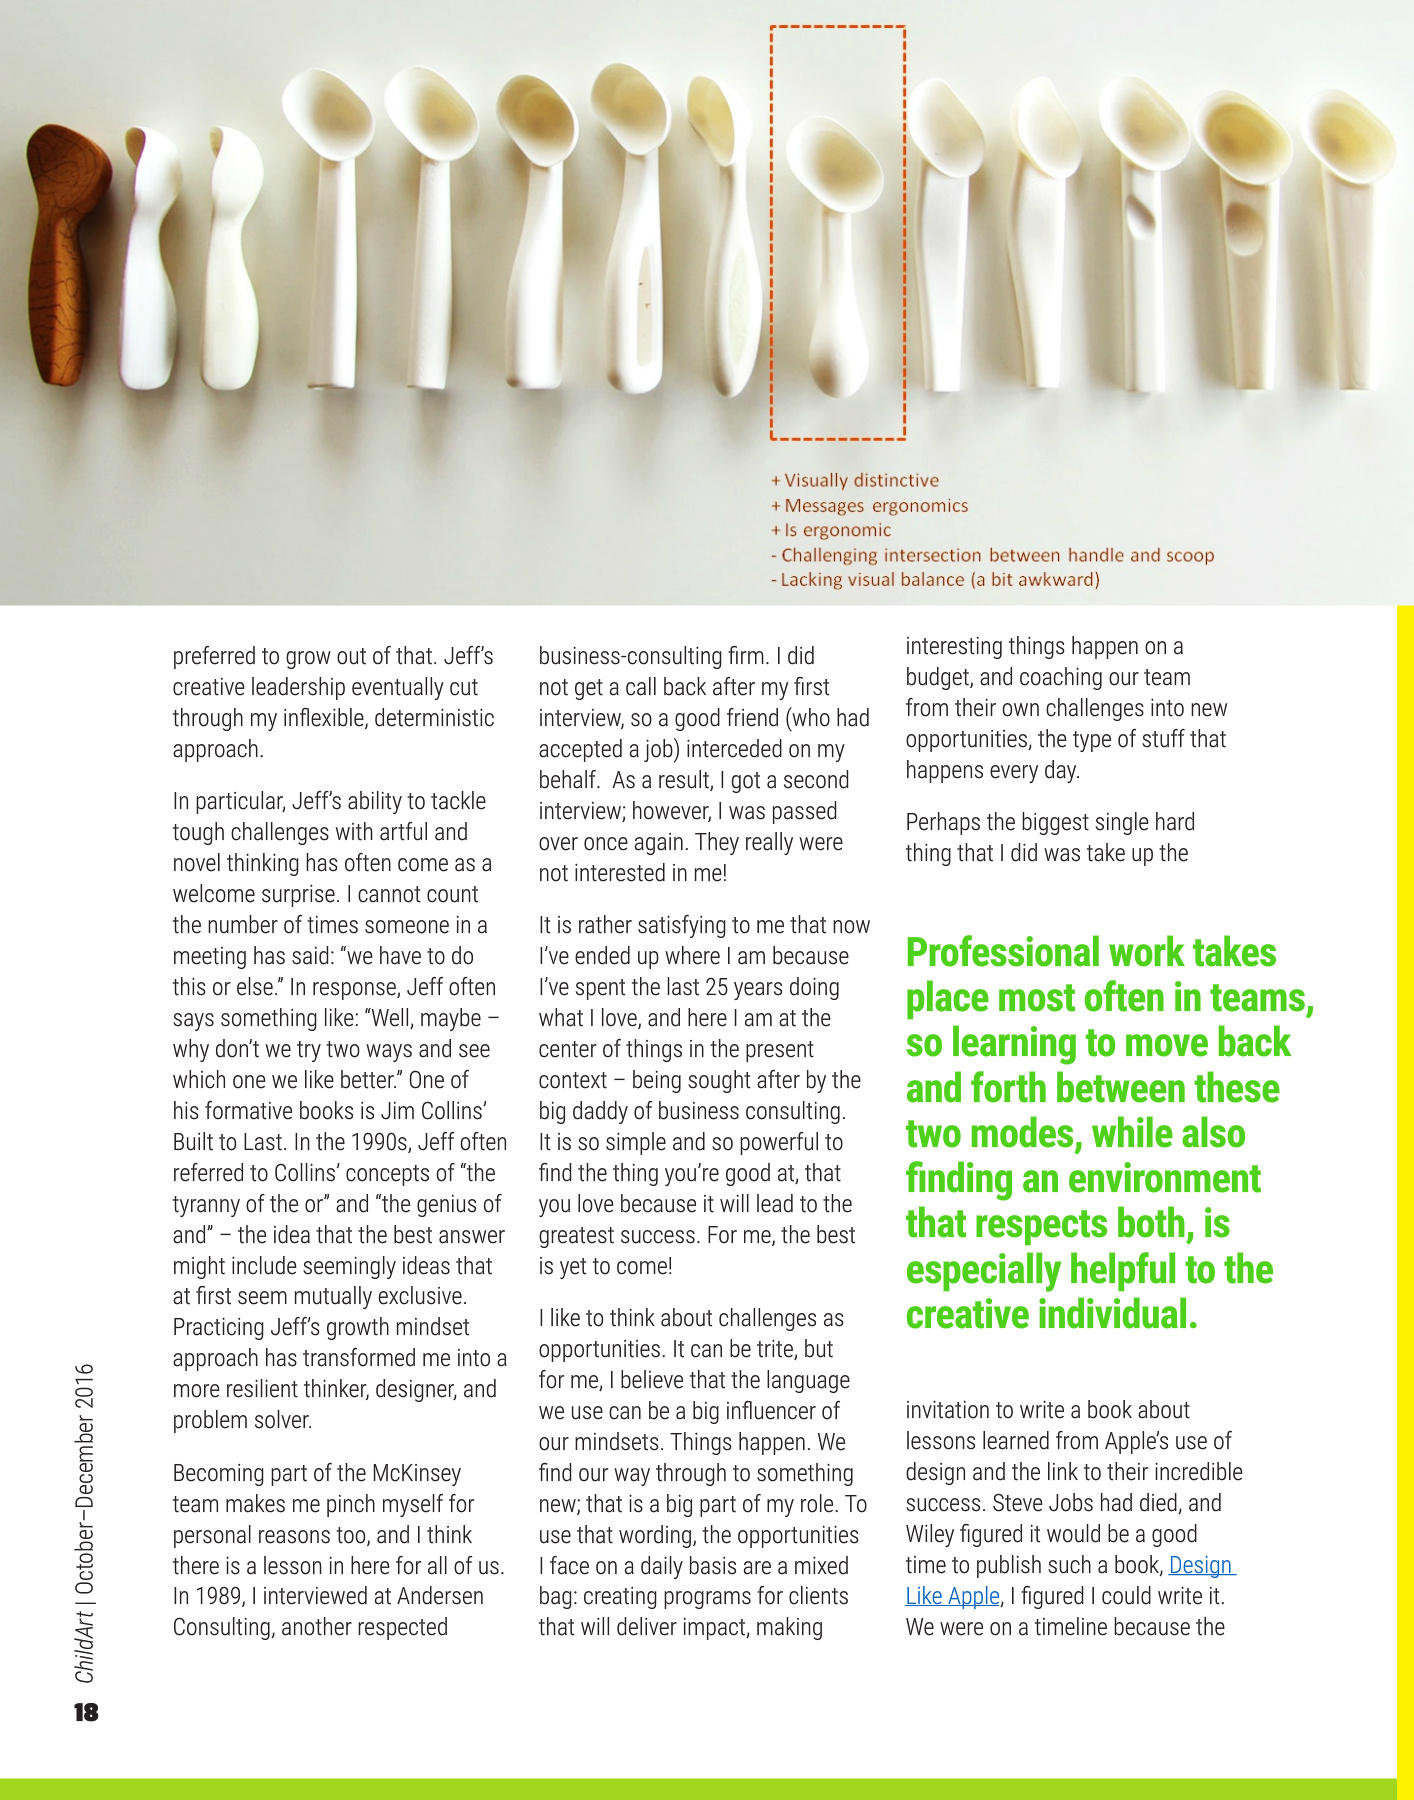 + Visually distinctive
+ Messages ergonomics
+ Is ergonomic
- Challenging intersection between handle and scoop
- Lacking visual balance (a bit awkward)
preferred to grow out of that. Jeff’s
creative leadership eventually cut
through my inflexible, deterministic
approach.
In particular, Jeff’s ability to tackle
tough challenges with artful and
novel thinking has often come as a
welcome surprise. I cannot count
the number of times someone in a
meeting has said: “we have to do
this or else.” In response, Jeff often
says something like: “Well, maybe –
why don’t we try two ways and see
which one we like better.” One of
his formative books is Jim Collins’
Built to Last. In the 1990s, Jeff often
referred to Collins’ concepts of “the
tyranny of the or” and “the genius of
and” – the idea that the best answer
might include seemingly ideas that
at first seem mutually exclusive.
Practicing Jeff’s growth mindset
approach has transformed me into a
more resilient thinker, designer, and
problem solver.
Becoming part of the McKinsey
team makes me pinch myself for
personal reasons too, and I think
there is a lesson in here for all of us.
In 1989, I interviewed at Andersen
Consulting, another respected
business-consulting firm. I did
not get a call back after my first
interview, so a good friend (who had
accepted a job) interceded on my
behalf.  As a result, I got a second
interview; however, I was passed
over once again. They really were
not interested in me!
It is rather satisfying to me that now
I’ve ended up where I am because
I’ve spent the last 25 years doing
what I love, and here I am at the
center of things in the present
context – being sought after by the
big daddy of business consulting.
It is so simple and so powerful to
find the thing you’re good at, that
you love because it will lead to the
greatest success. For me, the best
is yet to come!
I like to think about challenges as
opportunities. It can be trite, but
for me, I believe that the language
we use can be a big influencer of
our mindsets. Things happen. We
find our way through to something
new; that is a big part of my role. To
use that wording, the opportunities
I face on a daily basis are a mixed
bag: creating programs for clients
that will deliver impact, making
interesting things happen on a
budget, and coaching our team
from their own challenges into new
opportunities, the type of stuff that
happens every day.
Perhaps the biggest single hard
thing that I did was take up the
Professional work takes
place most often in teams,
so learning to move back
and forth between these
two modes, while also
finding an environment
that respects both, is
especially helpful to the
creative individual.
invitation to write a book about
lessons learned from Apple’s use of
design and the link to their incredible
success. Steve Jobs had died, and
Wiley figured it would be a good
time to publish such a book, Design
Like Apple, I figured I could write it.
We were on a timeline because the
ChildArt | October–December 2016
18